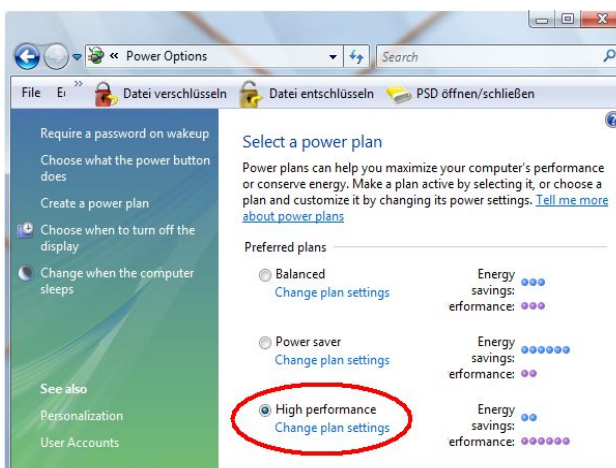 « Power Options
Search
File
E
»
Datei verschlüsseln
Datei entschlüsseln
PSD öffnen/schließen
Require a password on wakeup
Choose what the power button
does
Create a power plan
Choose when to turn off the
display
Change when the computer
sleeps
See also
Personalization
User Accounts
Select a power plan
Power plans can help you maximize your computer's performance
or conserve energy. Make a plan active by selecting it, or choose a
plan and customize it by changing its power settings. Tell me more
about power plans
Preferred plans
Balanced
Change plan settings
Energy
savings:
erformance:
Power saver
Change plan settings
Energy
savings:
erformance:
High performance
Change plan settings
Energy
savings:
erformance: